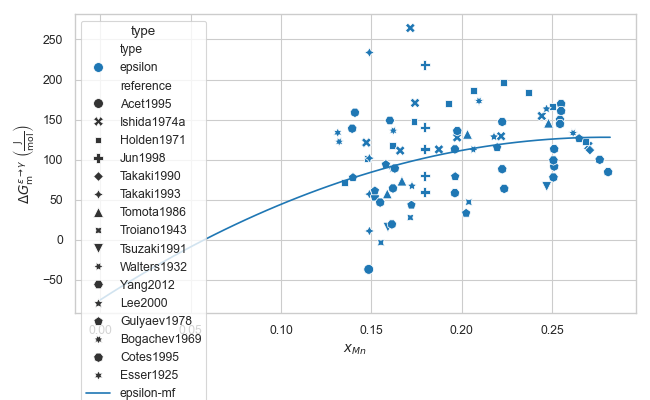 type
type
epsilon
reference
Acet1995
Ishida1974a
Holden1971
Jun1998
Takaki1990
Takaki1993
Tomota1986
Troiano1943
Tsuzaki1991
Walters1932
Yang2012
Lee2000
Gulyaev1978
Bogachev1969
Cotes1995
Esser1925
epsilon-mf
250
200
150
100
50
0
−50
ΔG_m^{ε→γ} (J/mol)
0.00 0.05 0.10 0.15 0.20 0.25
x_{Mn}